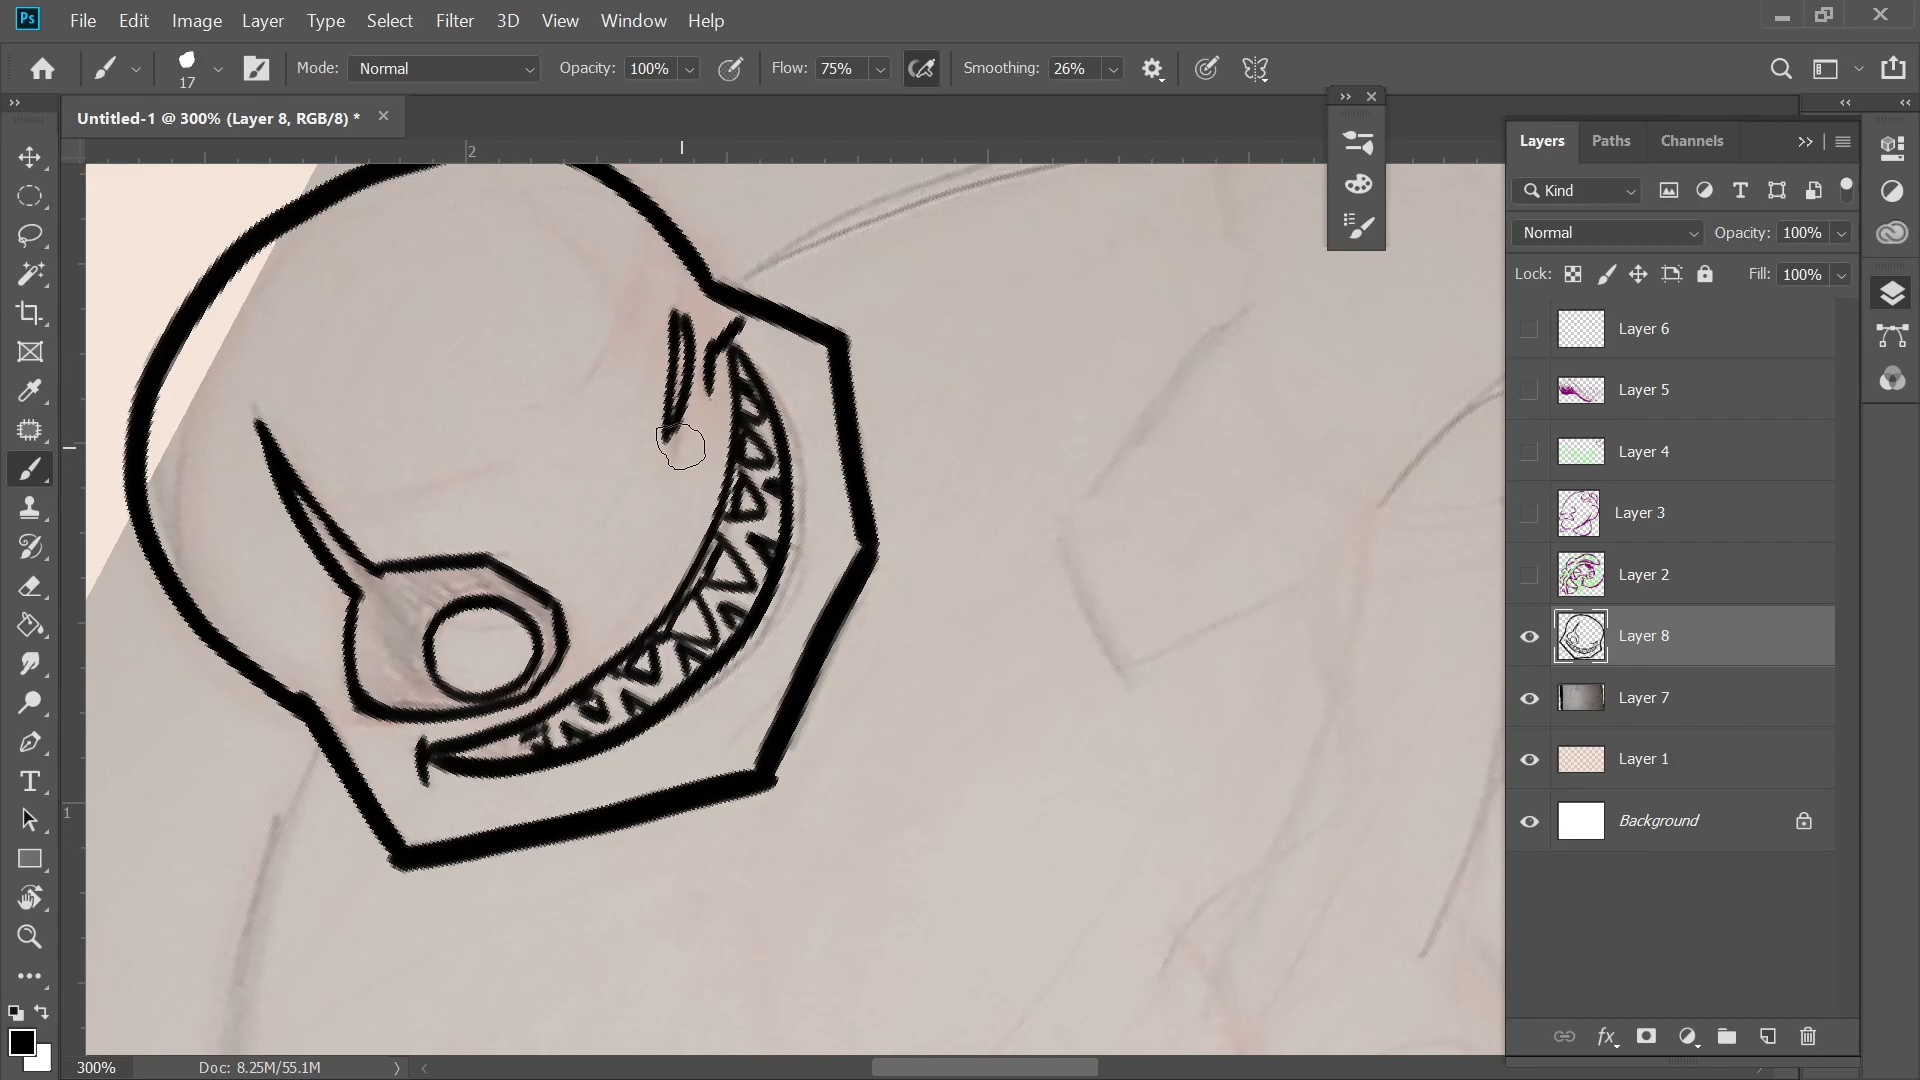 Ps File Edit Image Layer Type Select Filter 3D View Window Help
17 Mode: Normal Opacity: 100% Flow: 75% Smoothing: 26%
Untitled-1 @ 300% (Layer 8, RGB/8) *
2
1
Layers Paths Channels
Kind
Normal Opacity: 100%
Lock: Fill: 100%
Layer 6
Layer 5
Layer 4
Layer 3
Layer 2
Layer 8
Layer 7
Layer 1
Background
fx
300% Doc: 8.25M/55.1M